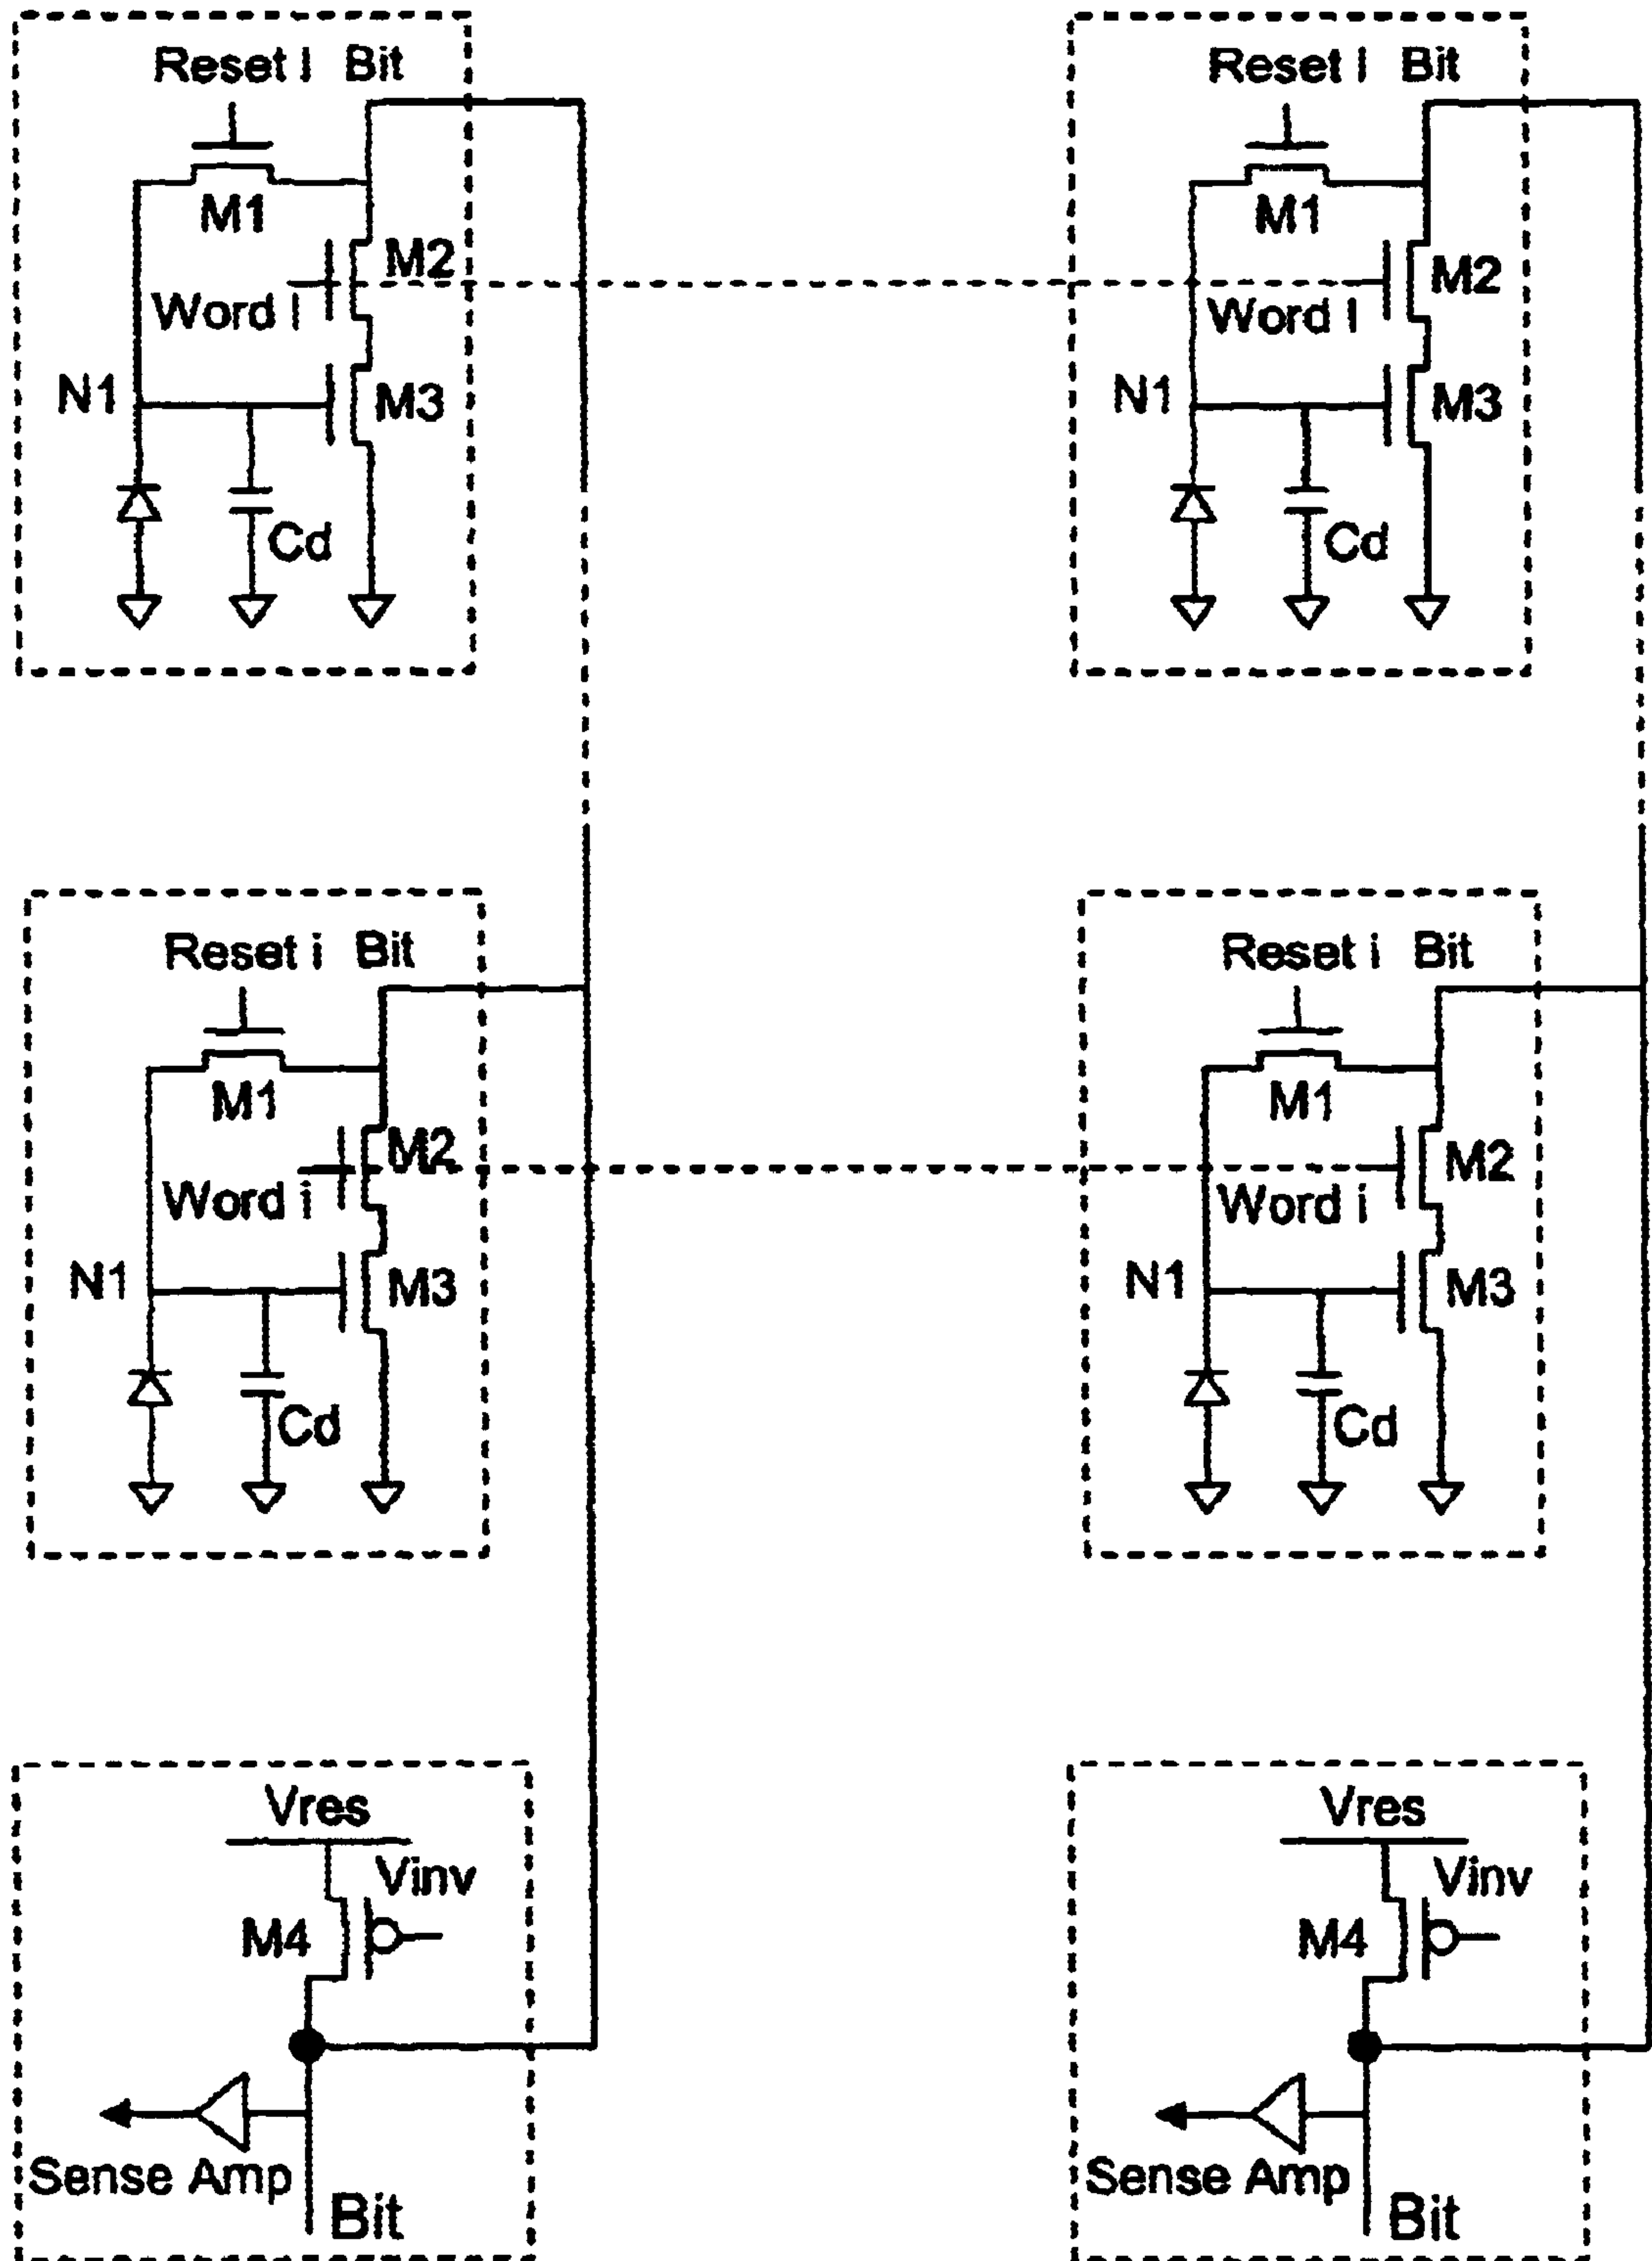 Reset l Bit
Reset l Bit
M1
M1
M2
M2
Word l
Word l
N1
M3
N1
M3
Cd
Cd
Reset i Bit
Reset i Bit
M1
M1
M2
M2
Word i
Word i
N1
M3
N1
M3
Cd
Cd
Vres
Vres
Vinv
Vinv
M4
M4
Sense Amp
Sense Amp
Bit
Bit